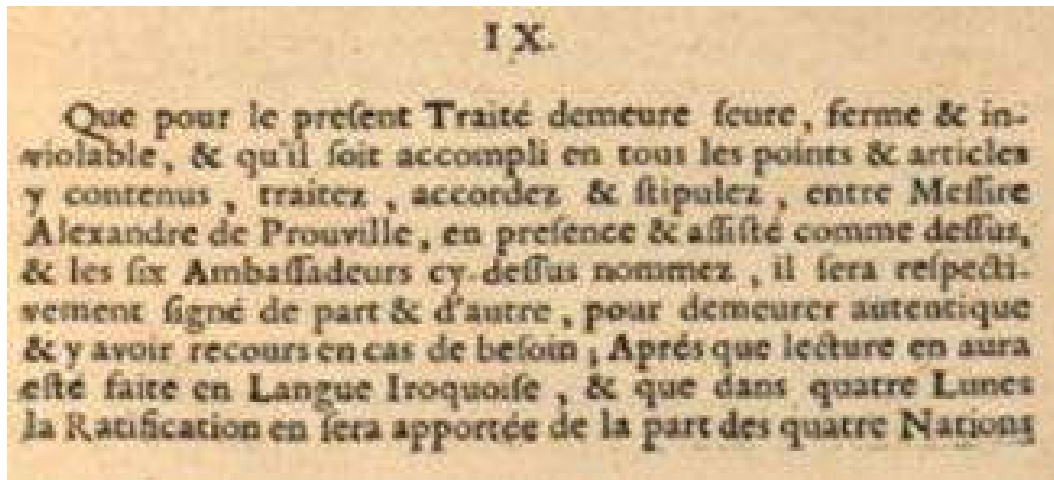 IX.
Que pour le preſent Traité demeure ſeure, ferme & in-
violable, & qu'il ſoit accompli en tous les points & articles
y contenus, traitez, accordez & ſtipulez, entre Meſſire
Alexandre de Prouville, en preſence & aſſiſté comme deſſus,
& les ſix Ambaſſadeurs cy-deſſus nommez, il ſera reſpecti-
vement ſigné de part & d'autre, pour demeurer autentique
& y avoir recours en cas de beſoin; Aprés que lecture en aura
eſté faite en Langue Iroquoiſe, & que dans quatre Lunes
la Ratification en ſera apportée de la part des quatre Nations